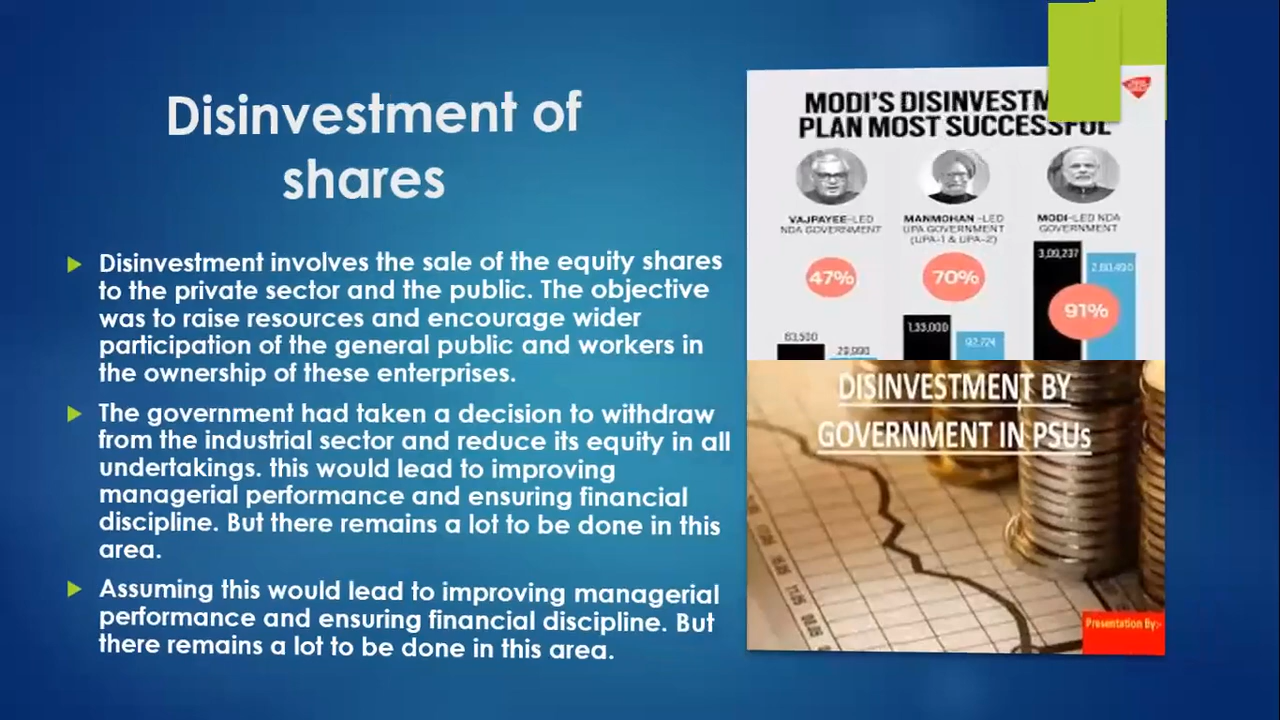 Disinvestment of
shares
Disinvestment involves the sale of the equity shares
to the private sector and the public. The objective
was to raise resources and encourage wider
participation of the general public and workers in
the ownership of these enterprises.
The government had taken a decision to withdraw
from the industrial sector and reduce its equity in all
undertakings. this would lead to improving
managerial performance and ensuring financial
discipline. But there remains a lot to be done in this
area.
Assuming this would lead to improving managerial
performance and ensuring financial discipline. But
there remains a lot to be done in this area.
MODI'S DISINVESTM
PLAN MOST SUCCESSFUL
VAJPAYEE-LED
NDA GOVERNMENT
MANMOHAN -LED
UPA GOVERNMENT
(UPA-1 & UPA-2)
MODI-LED NDA
GOVERNMENT
47%
70%
91%
29,990
1,33,000
92,724
3,09,237
2,80,490
DISINVESTMENT BY
GOVERNMENT IN PSUs
Presentation By:-